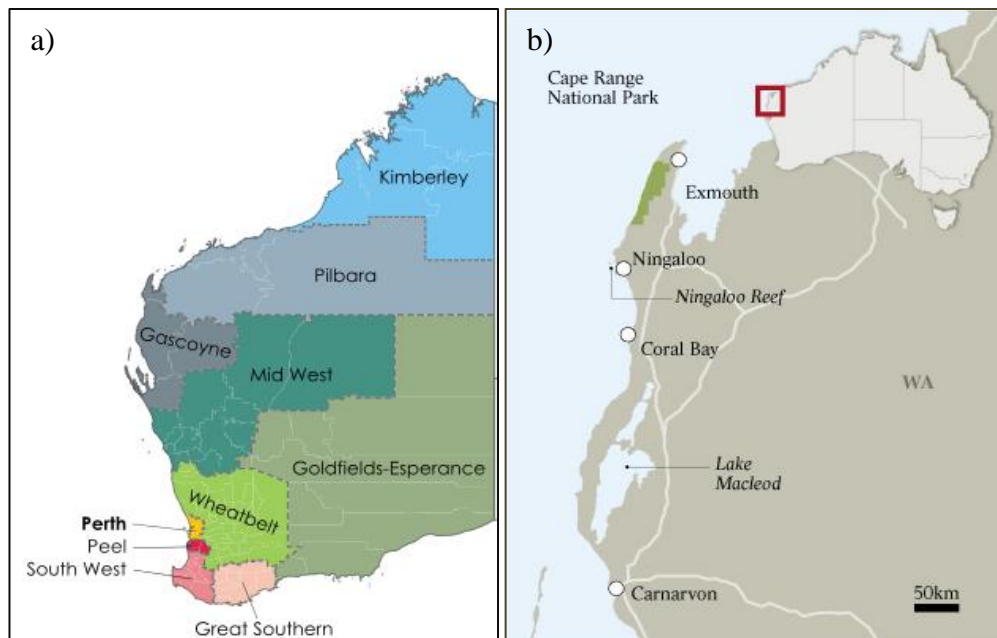 a)
Kimberley
Pilbara
Gascoyne
Mid West
Goldfields-Esperance
Wheatbelt
Perth
Peel
South West
Great Southern
b)
Cape Range
National Park
Exmouth
Ningaloo
Ningaloo Reef
Coral Bay
WA
Lake
Macleod
Carnarvon
50km